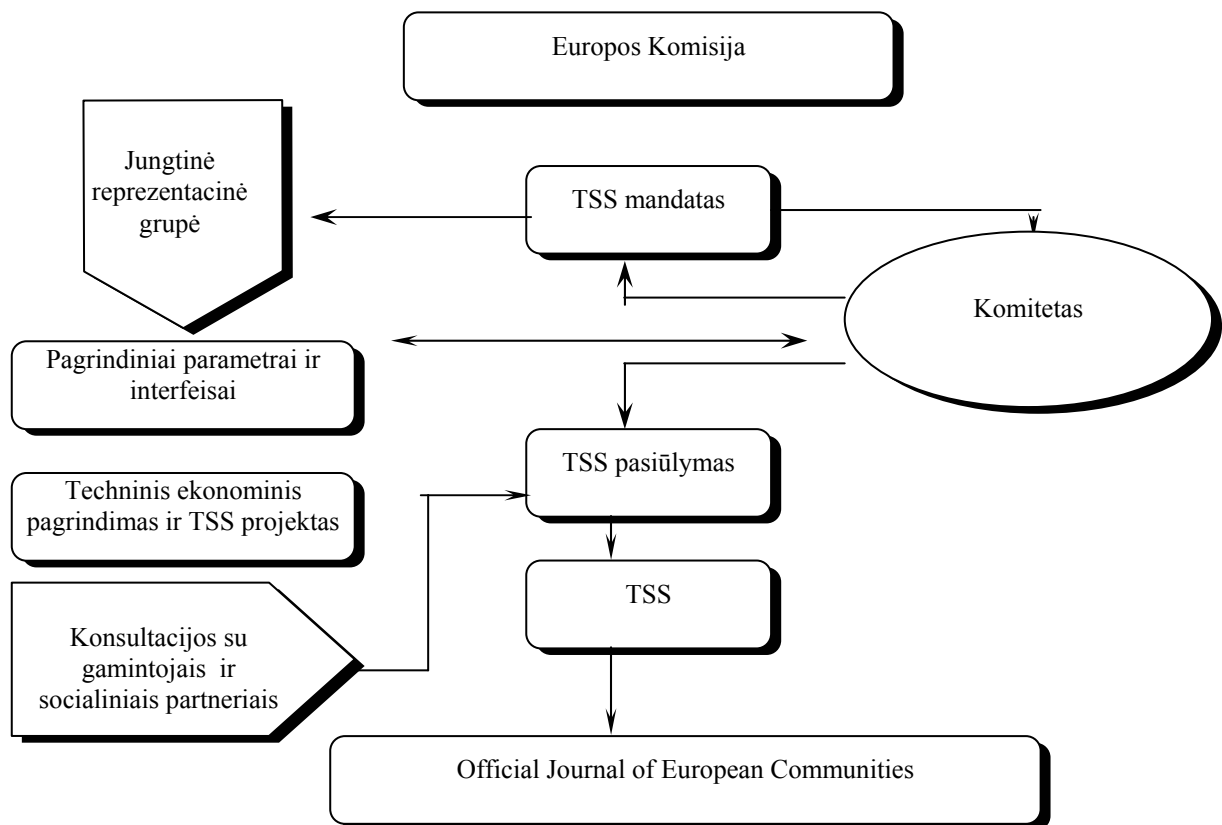 Europos Komisija
Jungtinė
reprezentacinė
grupė
TSS mandatas
Komitetas
Pagrindiniai parametrai ir
interfeisai
TSS pasiūlymas
Techninis ekonominis
pagrindimas ir TSS projektas
TSS
Konsultacijos su
gamintojais ir
socialiniais partneriais
Official Journal of European Communities